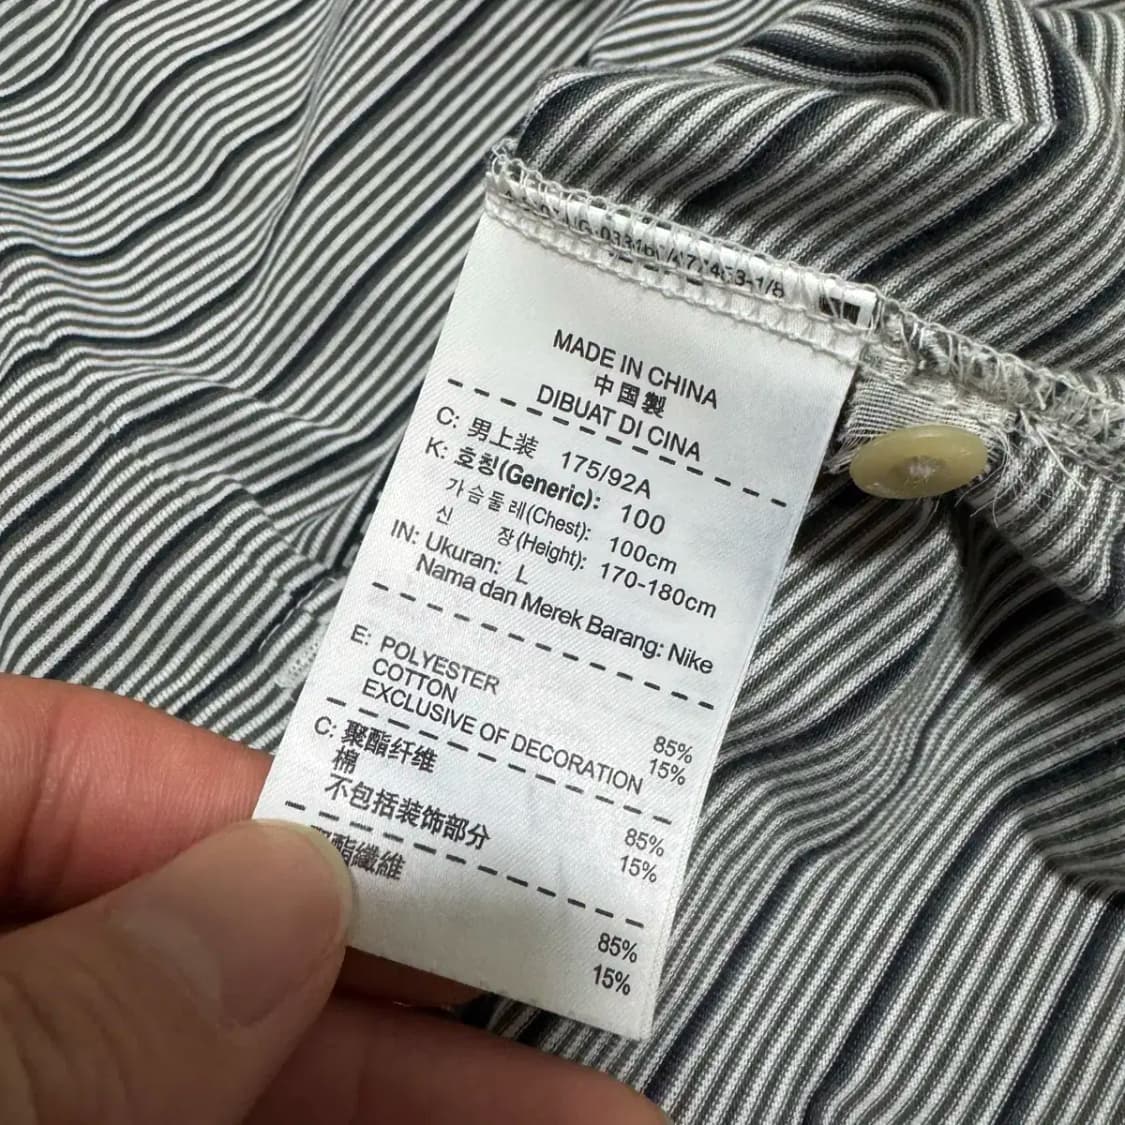 MADE IN CHINA
中國製
DIBUAT DI CINA
C: 男上装 175/92A
K: 호칭(Generic): 100
가슴둘레(Chest): 100cm
신 장(Height): 170-180cm
IN: Ukuran: L
Nama dan Merek Barang: Nike
E: POLYESTER 85%
COTTON 15%
EXCLUSIVE OF DECORATION
C: 聚酯纤维 85%
棉 15%
不包括装饰部分
酯纖維 85%
15%